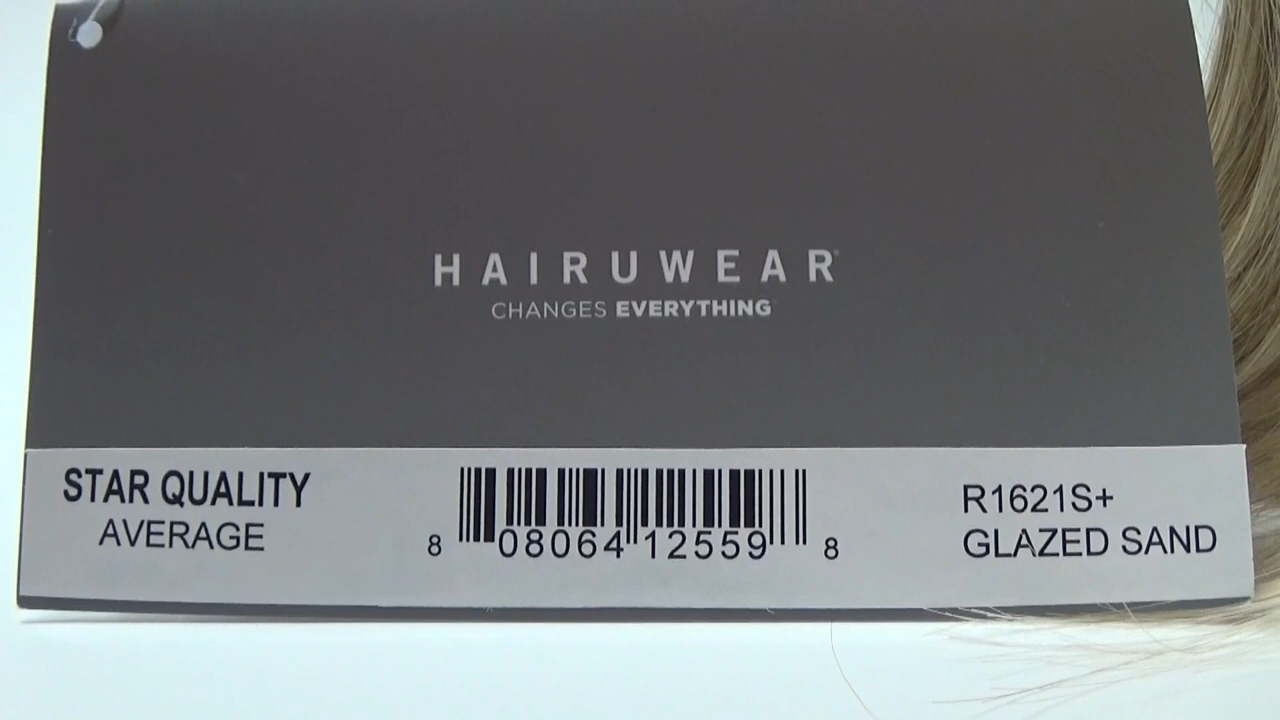 HAIRUWEAR
CHANGES EVERYTHING
STAR QUALITY
AVERAGE
8 08064 12559 8
R1621S+
GLAZED SAND